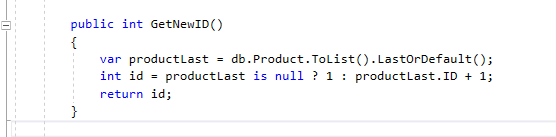 public int GetNewID()
{
var productLast = db.Product.ToList().LastOrDefault();
int id = productLast is null ? 1 : productLast.ID + 1;
return id;
}